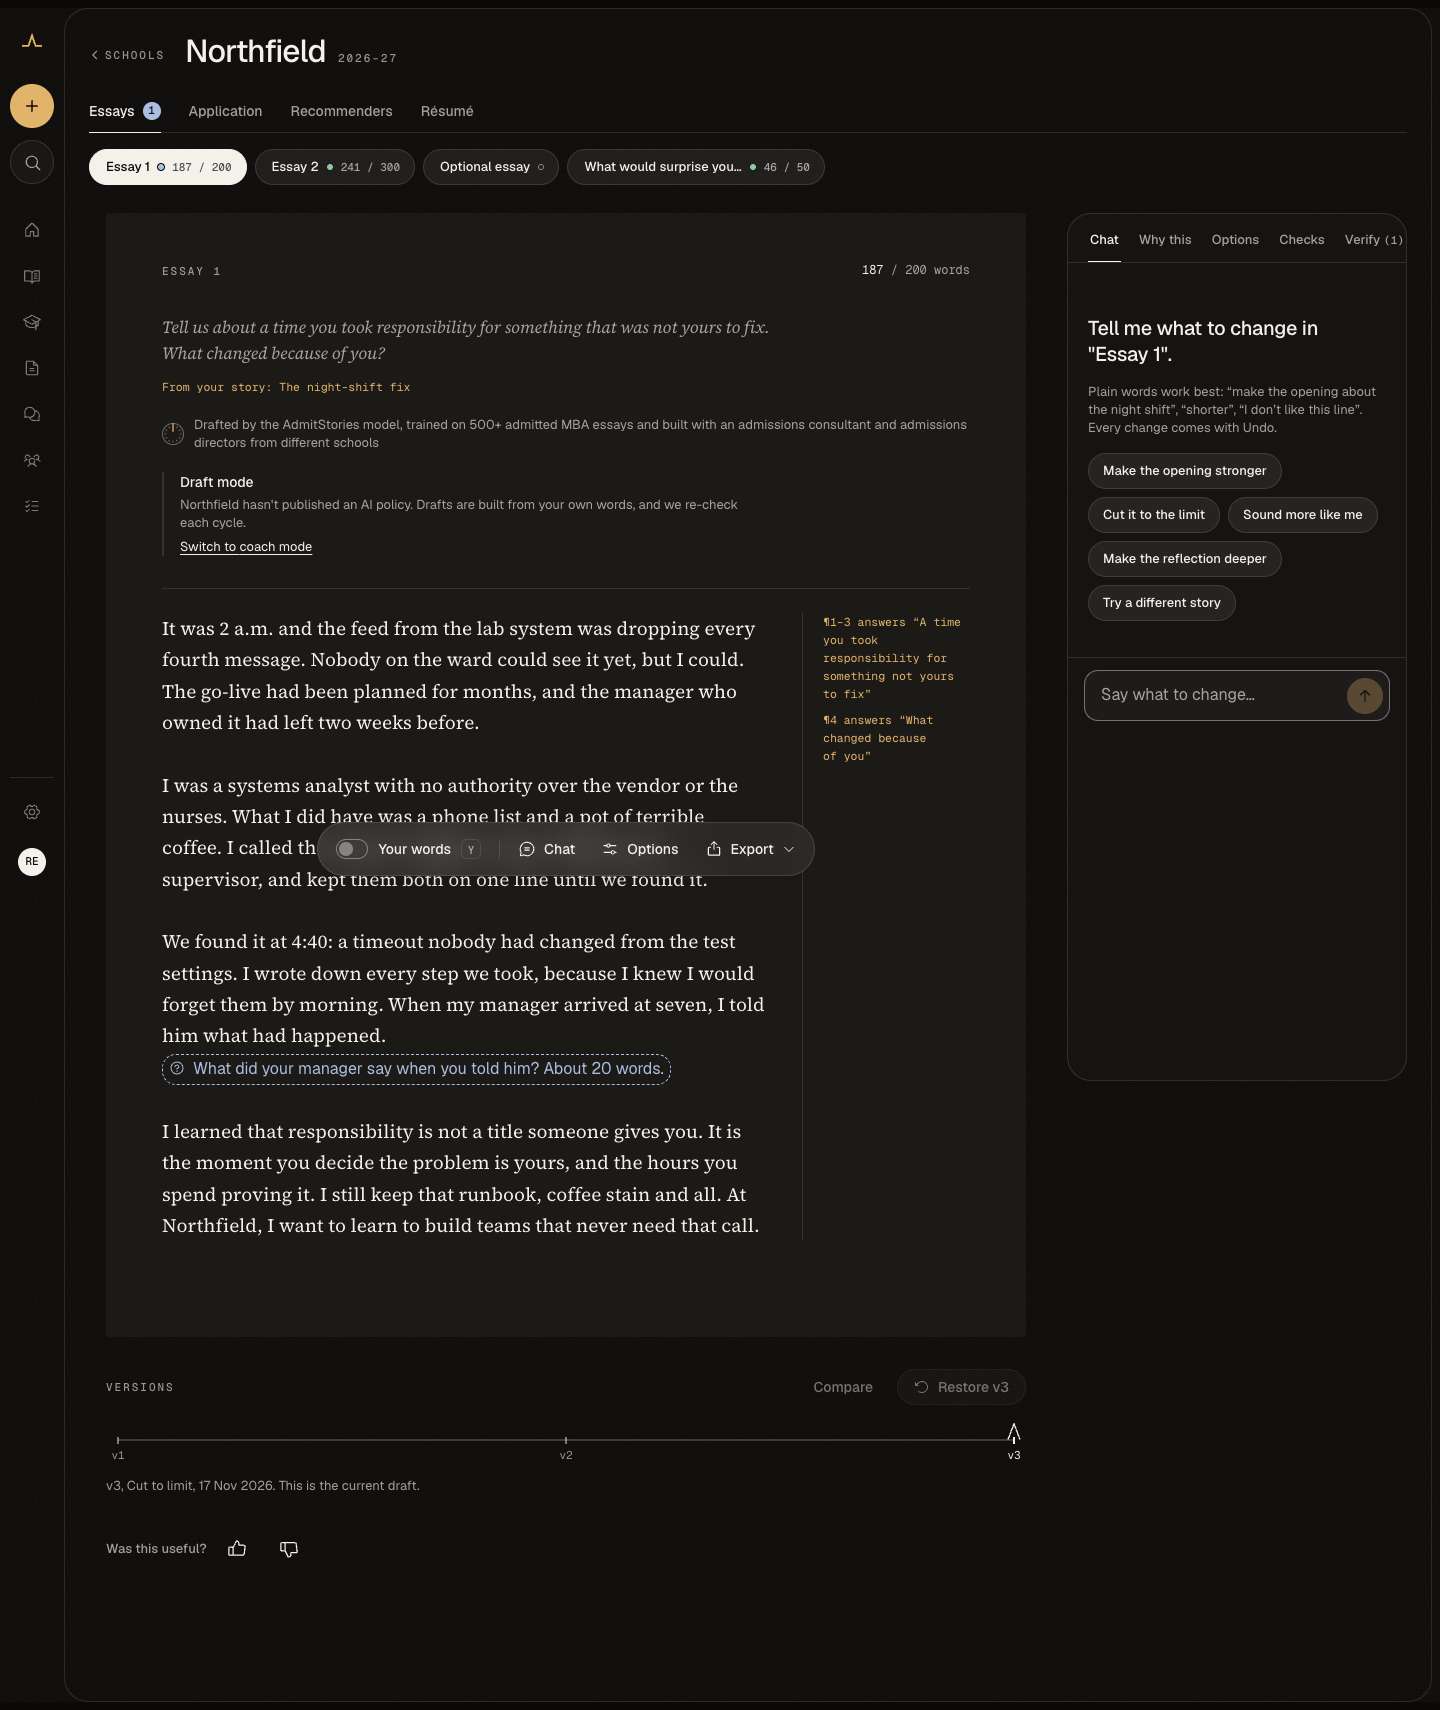 SCHOOLS
Northfield
2026-27
Essays 1
Application
Recommenders
Résumé
Essay 1 187 / 200
Essay 2 241 / 300
Optional essay
What would surprise you… 46 / 50
ESSAY 1
187 / 200 words
Tell us about a time you took responsibility for something that was not yours to fix.
What changed because of you?
From your story: The night-shift fix
Drafted by the AdmitStories model, trained on 500+ admitted MBA essays and built with an admissions consultant and admissions
directors from different schools
Draft mode
Northfield hasn't published an AI policy. Drafts are built from your own words, and we re-check
each cycle.
Switch to coach mode
It was 2 a.m. and the feed from the lab system was dropping every
fourth message. Nobody on the ward could see it yet, but I could.
The go-live had been planned for months, and the manager who
owned it had left two weeks before.
I was a systems analyst with no authority over the vendor or the
nurses. What I did have was a phone list and a pot of terrible
coffee. I called th
supervisor, and kept them both on one line until we found it.
Your words Y
Chat
Options
Export
We found it at 4:40: a timeout nobody had changed from the test
settings. I wrote down every step we took, because I knew I would
forget them by morning. When my manager arrived at seven, I told
him what had happened.
What did your manager say when you told him? About 20 words.
I learned that responsibility is not a title someone gives you. It is
the moment you decide the problem is yours, and the hours you
spend proving it. I still keep that runbook, coffee stain and all. At
Northfield, I want to learn to build teams that never need that call.
¶1–3 answers “A time
you took
responsibility for
something not yours
to fix”
¶4 answers “What
changed because
of you”
Chat
Why this
Options
Checks
Verify (1)
Tell me what to change in
"Essay 1".
Plain words work best: “make the opening about
the night shift”, “shorter”, “I don’t like this line”.
Every change comes with Undo.
Make the opening stronger
Cut it to the limit
Sound more like me
Make the reflection deeper
Try a different story
Say what to change…
RE
VERSIONS
Compare
Restore v3
v1
v2
v3
v3, Cut to limit, 17 Nov 2026. This is the current draft.
Was this useful?